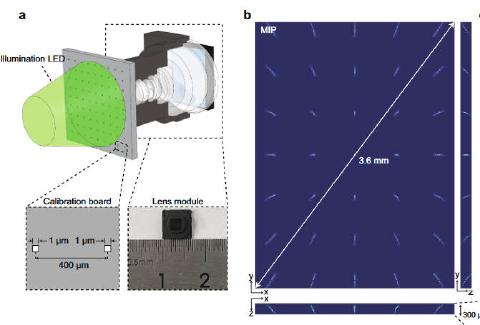 a
Illumination LED
Calibration board
1 μm 1 μm
400 μm
Lens module
0.5mm
1 2
b
MIP
3.6 mm
y
x
y
z
x
z
300 μ